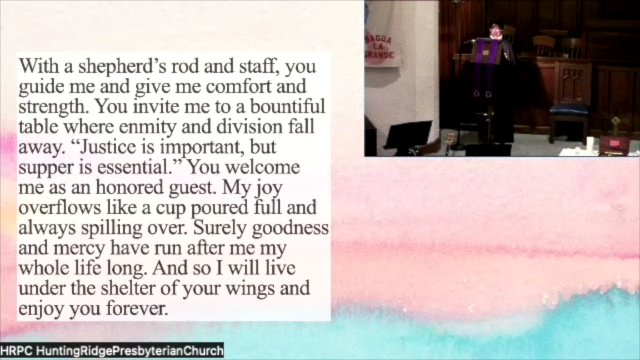 With a shepherd's rod and staff, you
guide me and give me comfort and
strength. You invite me to a bountiful
table where enmity and division fall
away. “Justice is important, but
supper is essential.” You welcome
me as an honored guest. My joy
overflows like a cup poured full and
always spilling over. Surely goodness
and mercy have run after me my
whole life long. And so I will live
under the shelter of your wings and
enjoy you forever.
SAGUA
LA
GRANDE
HRPC HuntingRidgePresbyterianChurch